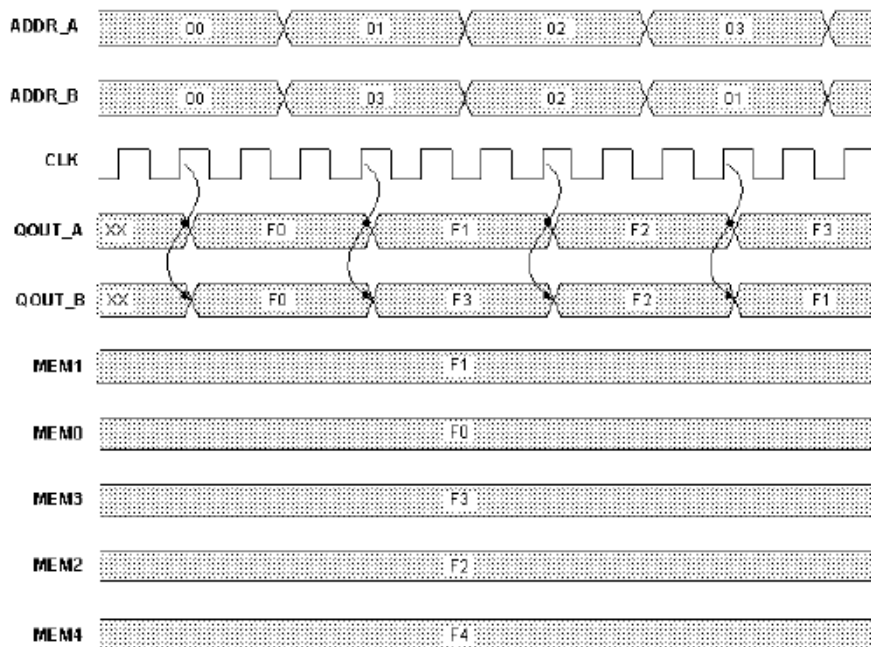 ADDR_A 00 01 02 03
ADDR_B 00 03 02 01
CLK
QOUT_A XX F0 F1 F2 F3
QOUT_B XX F0 F3 F2 F1
MEM1 F1
MEM0 F0
MEM3 F3
MEM2 F2
MEM4 F4